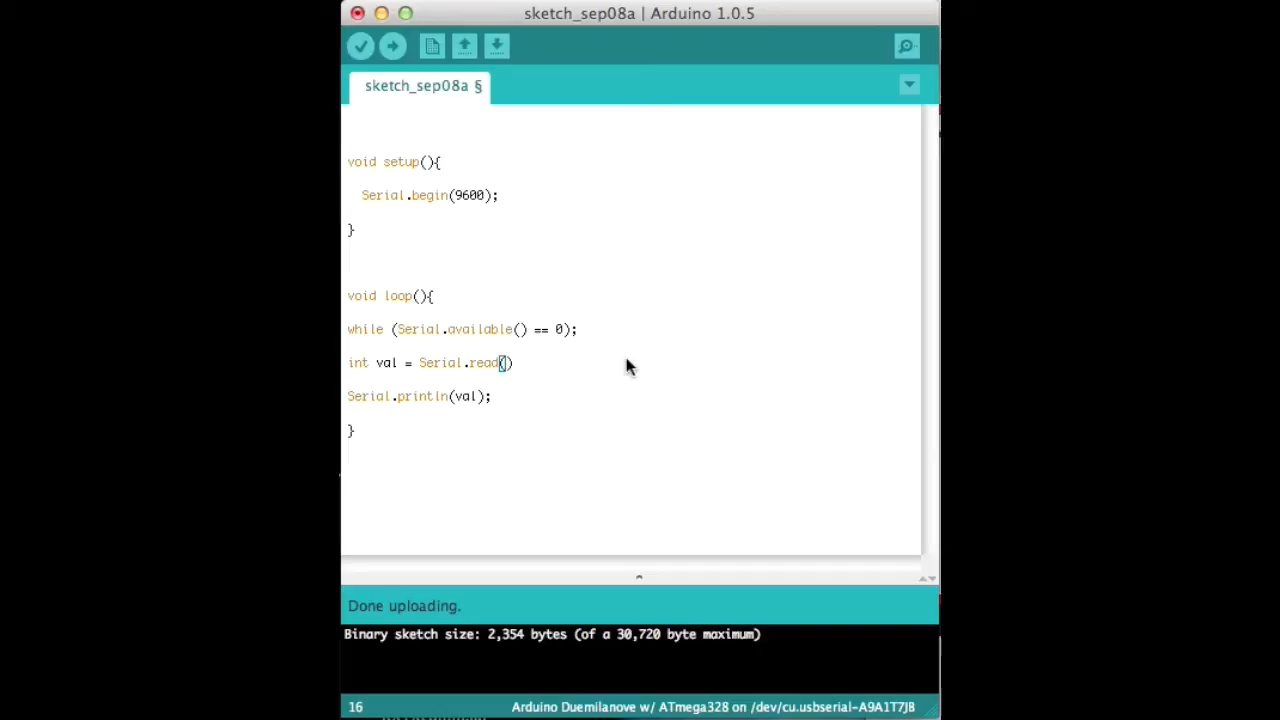 sketch_sep08a | Arduino 1.0.5
sketch_sep08a §
void setup(){
Serial.begin(9600);
}
void loop(){
while (Serial.available() == 0);
int val = Serial.read()
Serial.println(val);
}
Done uploading.
Binary sketch size: 2,354 bytes (of a 30,720 byte maximum)
16
Arduino Duemilanove w/ ATmega328 on /dev/cu.usbserial-A9A1T7JB